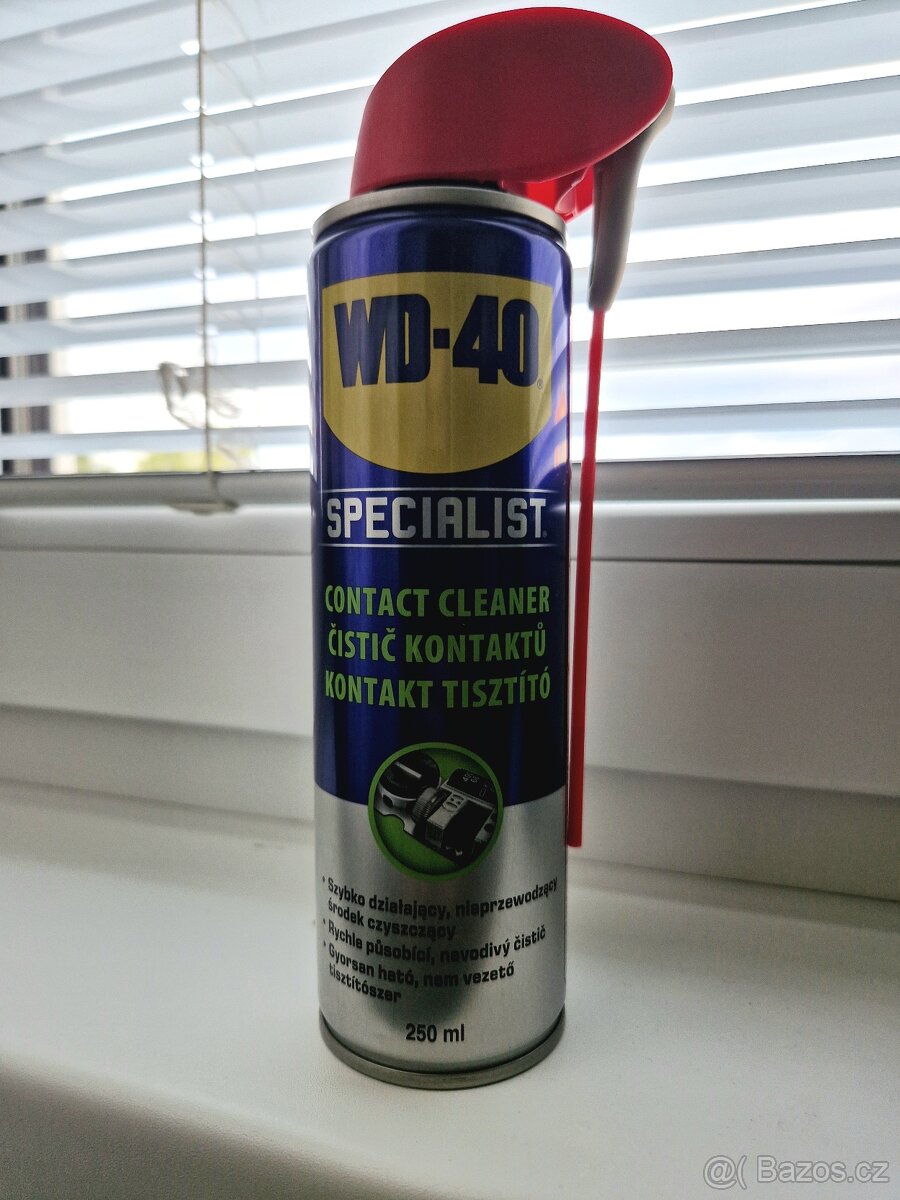 WD-40®
SPECIALIST®
CONTACT CLEANER
ČISTIČ KONTAKTŮ
KONTAKT TISZTÍTÓ
• Szybko działający, nieprzewodzący
środek czyszczący
• Rychle působící, nevodivý čistič
• Gyorsan ható, nem vezető
tisztítószer
250 ml
@( Bazos.cz